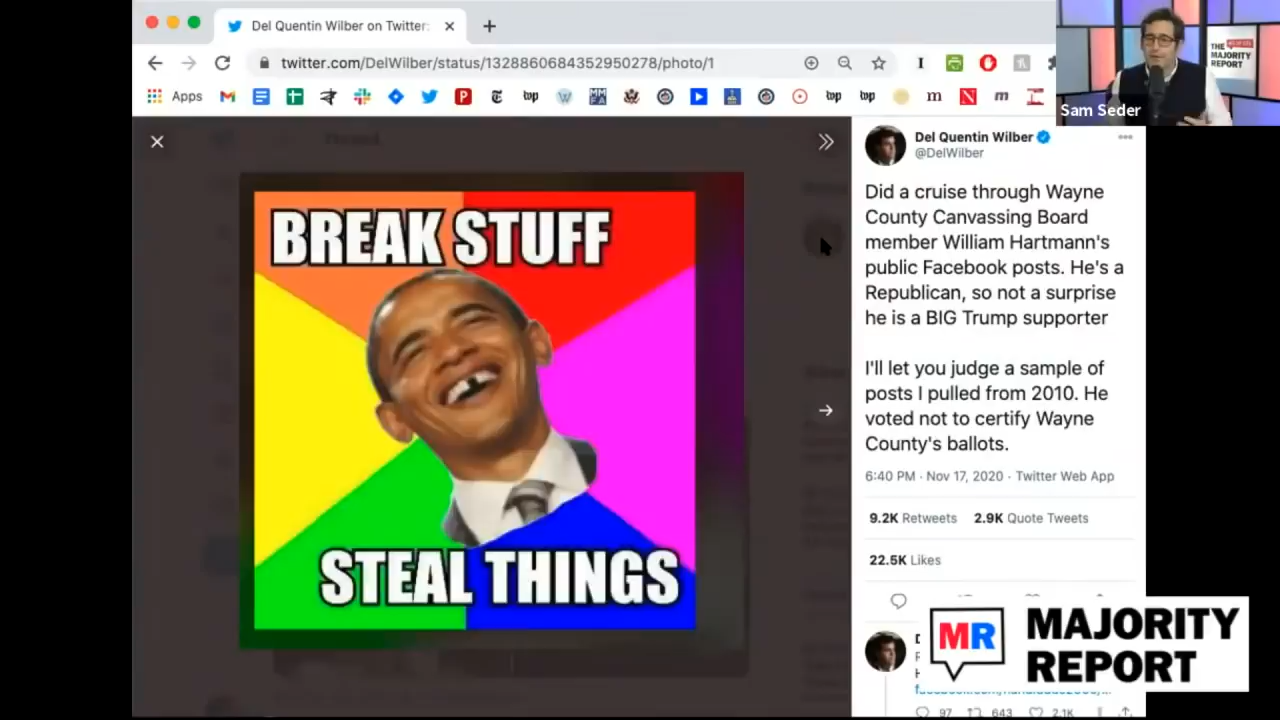 Del Quentin Wilber on Twitter:
twitter.com/DelWilber/status/1328860684352950278/photo/1
Apps
BREAK STUFF
STEAL THINGS
Del Quentin Wilber
@DelWilber
Did a cruise through Wayne
County Canvassing Board
member William Hartmann's
public Facebook posts. He's a
Republican, so not a surprise
he is a BIG Trump supporter
I'll let you judge a sample of
posts I pulled from 2010. He
voted not to certify Wayne
County's ballots.
6:40 PM · Nov 17, 2020 · Twitter Web App
9.2K Retweets 2.9K Quote Tweets
22.5K Likes
97 643 2.1K
THE
MAJORITY
REPORT
Sam Seder
MR MAJORITY
REPORT